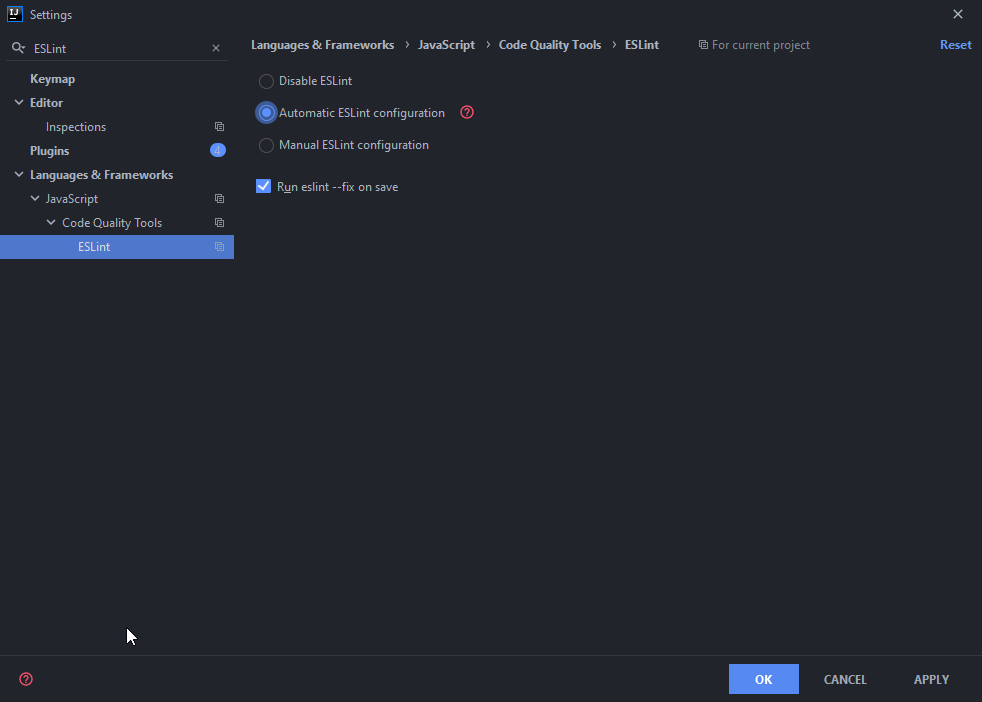 IJ
Settings
ESLint
Keymap
Editor
Inspections
Plugins 4
Languages & Frameworks
JavaScript
Code Quality Tools
ESLint
Languages & Frameworks › JavaScript › Code Quality Tools › ESLint For current project Reset
Disable ESLint
Automatic ESLint configuration ?
Manual ESLint configuration
Run eslint --fix on save
? OK CANCEL APPLY